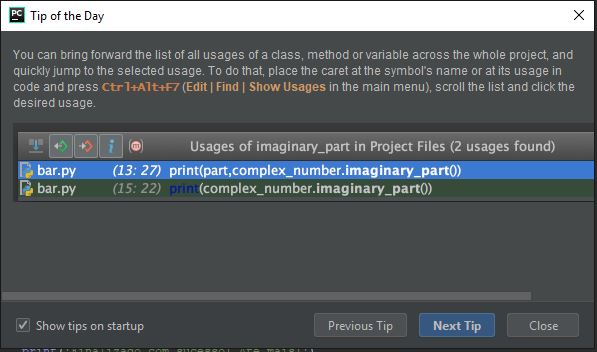 PC
Tip of the Day
You can bring forward the list of all usages of a class, method or variable across the whole project, and
quickly jump to the selected usage. To do that, place the caret at the symbol's name or at its usage in
code and press Ctrl+Alt+F7 (Edit | Find | Show Usages in the main menu), scroll the list and click the
desired usage.
Usages of imaginary_part in Project Files (2 usages found)
bar.py (13: 27) print(part,complex_number.imaginary_part())
bar.py (15: 22) print(complex_number.imaginary_part())
Show tips on startup Previous Tip Next Tip Close